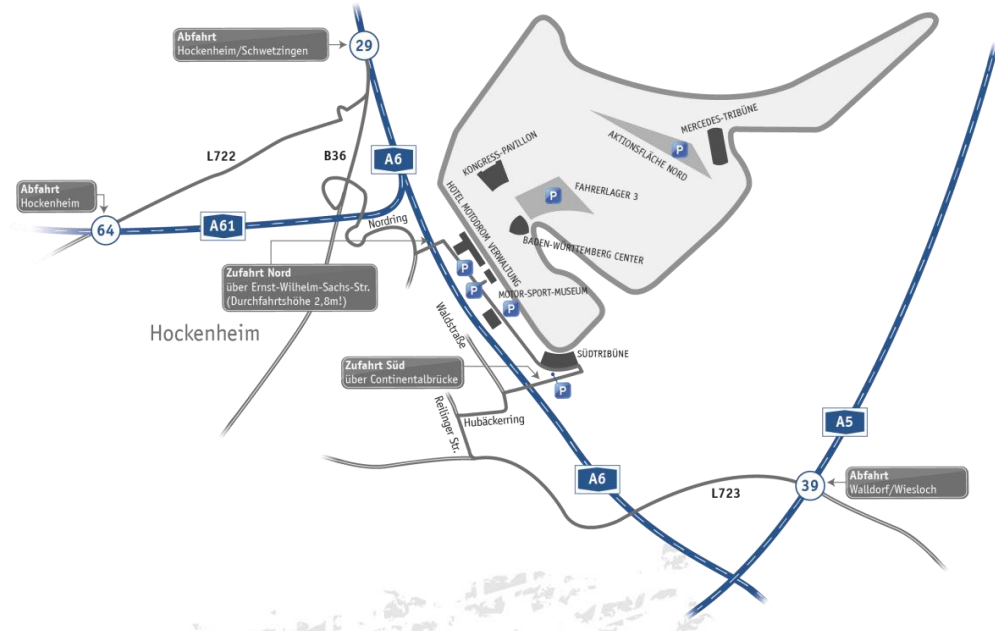 Abfahrt
Hockenheim/Schwetzingen
29
L722
B36
A6
Abfahrt
Hockenheim
64
A61
Nordring
Zufahrt Nord
über Ernst-Wilhelm-Sachs-Str.
(Durchfahrtshöhe 2,8m!)
Hockenheim
KONGRESS-PAVILLON
MERCEDES-TRIBÜNE
AKTIONSFLÄCHE NORD
P
FAHRERLAGER 3
P
BADEN-WÜRTTEMBERG CENTER
HOTEL MOTODROM
VERWALTUNG
MOTOR-SPORT-MUSEUM
P
P
P
Waldstraße
SÜDTRIBÜNE
Zufahrt Süd
über Continentalbrücke
P
Reilinger Str.
Hubäckerring
A5
A6
L723
39
Abfahrt
Walldorf/Wiesloch